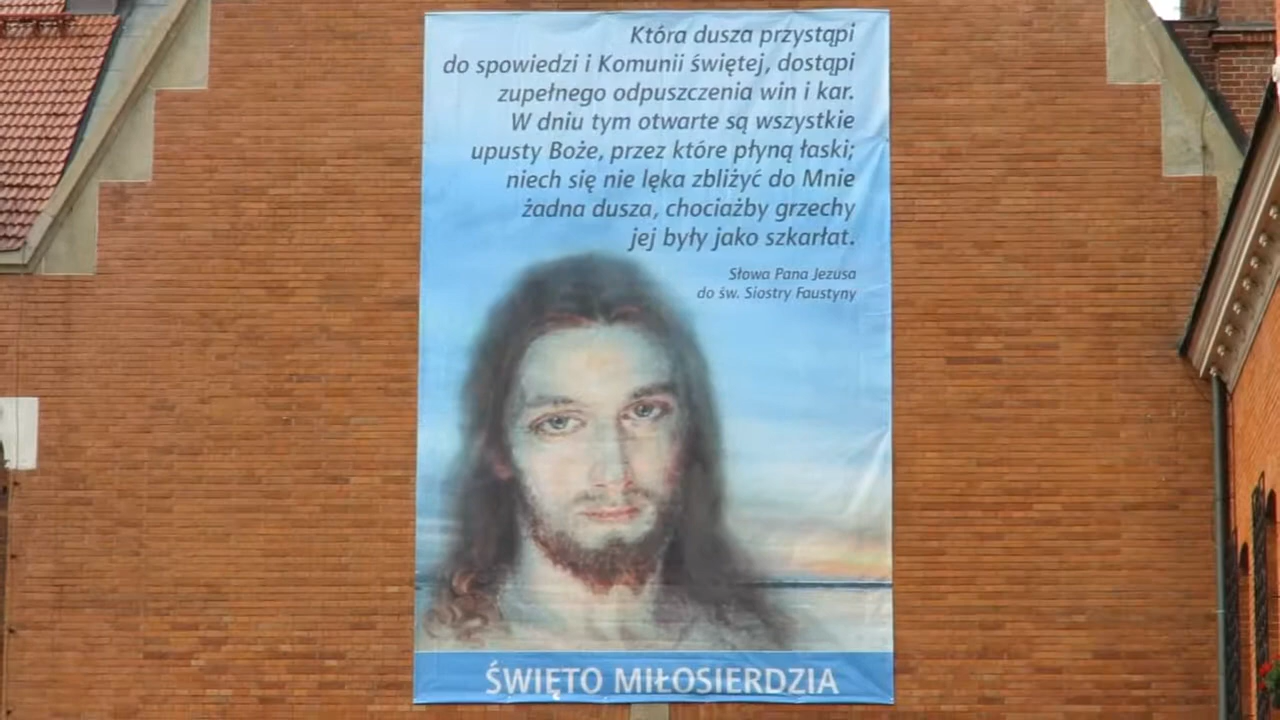 Która dusza przystąpi
do spowiedzi i Komunii świętej, dostąpi
zupełnego odpuszczenia win i kar.
W dniu tym otwarte są wszystkie
upusty Boże, przez które płyną łaski;
niech się nie lęka zbliżyć do Mnie
żadna dusza, chociażby grzechy
jej były jako szkarłat.
Słowa Pana Jezusa
do św. Siostry Faustyny
ŚWIĘTO MIŁOSIERDZIA